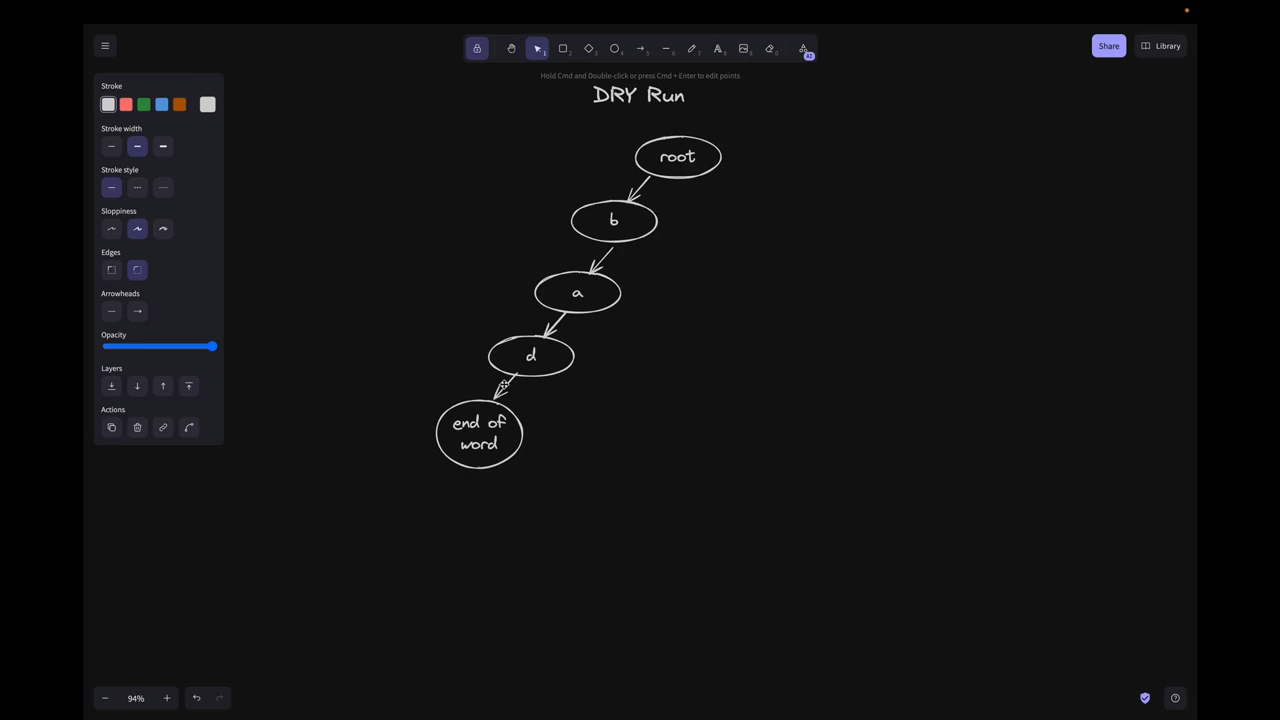 Share
Library
Hold Cmd and Double-click or press Cmd + Enter to edit points
DRY Run
Stroke
Stroke width
Stroke style
Sloppiness
Edges
Arrowheads
Opacity
Layers
Actions
root
b
a
d
end of
word
94%